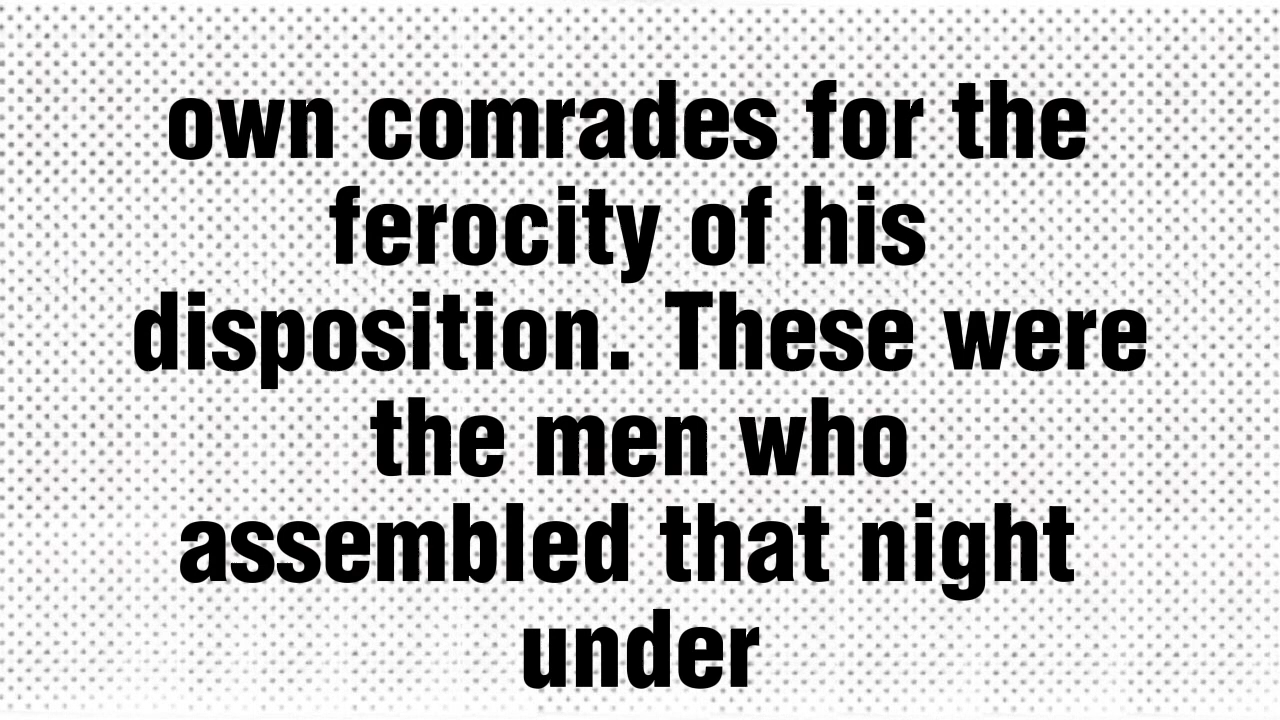 own comrades for the
ferocity of his
disposition. These were
the men who
assembled that night
under